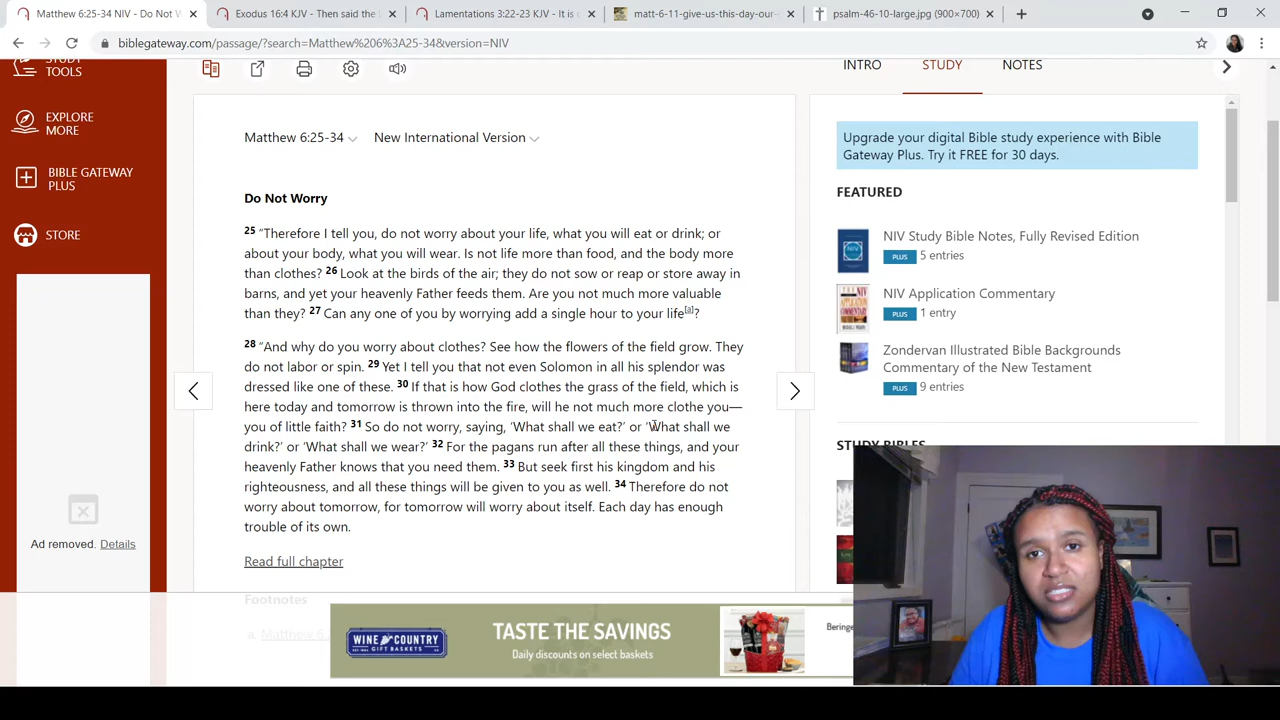 Matthew 6:25-34 NIV - Do Not W
Exodus 16:4 KJV - Then said the L
Lamentations 3:22-23 KJV - It is o
matt-6-11-give-us-this-day-our-
psalm-46-10-large.jpg (900×700)
biblegateway.com/passage/?search=Matthew%206%3A25-34&version=NIV
STUDY
TOOLS
EXPLORE
MORE
BIBLE GATEWAY
PLUS
STORE
Ad removed. Details
INTRO
STUDY
NOTES
Matthew 6:25-34
New International Version
Do Not Worry
25 “Therefore I tell you, do not worry about your life, what you will eat or drink; or
about your body, what you will wear. Is not life more than food, and the body more
than clothes? 26 Look at the birds of the air; they do not sow or reap or store away in
barns, and yet your heavenly Father feeds them. Are you not much more valuable
than they? 27 Can any one of you by worrying add a single hour to your life[a]?
28 “And why do you worry about clothes? See how the flowers of the field grow. They
do not labor or spin. 29 Yet I tell you that not even Solomon in all his splendor was
dressed like one of these. 30 If that is how God clothes the grass of the field, which is
here today and tomorrow is thrown into the fire, will he not much more clothe you—
you of little faith? 31 So do not worry, saying, ‘What shall we eat?’ or ‘What shall we
drink?’ or ‘What shall we wear?’ 32 For the pagans run after all these things, and your
heavenly Father knows that you need them. 33 But seek first his kingdom and his
righteousness, and all these things will be given to you as well. 34 Therefore do not
worry about tomorrow, for tomorrow will worry about itself. Each day has enough
trouble of its own.
Read full chapter
Footnotes
a. Matthew 6
Upgrade your digital Bible study experience with Bible
Gateway Plus. Try it FREE for 30 days.
FEATURED
NIV Study Bible Notes, Fully Revised Edition
PLUS 5 entries
NIV Application Commentary
PLUS 1 entry
Zondervan Illustrated Bible Backgrounds
Commentary of the New Testament
PLUS 9 entries
STUDY BIBLES
WINE COUNTRY
GIFT BASKETS
TASTE THE SAVINGS
Daily discounts on select baskets
Beringe